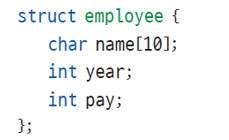 struct employee {
char name[10];
int year;
int pay;
};